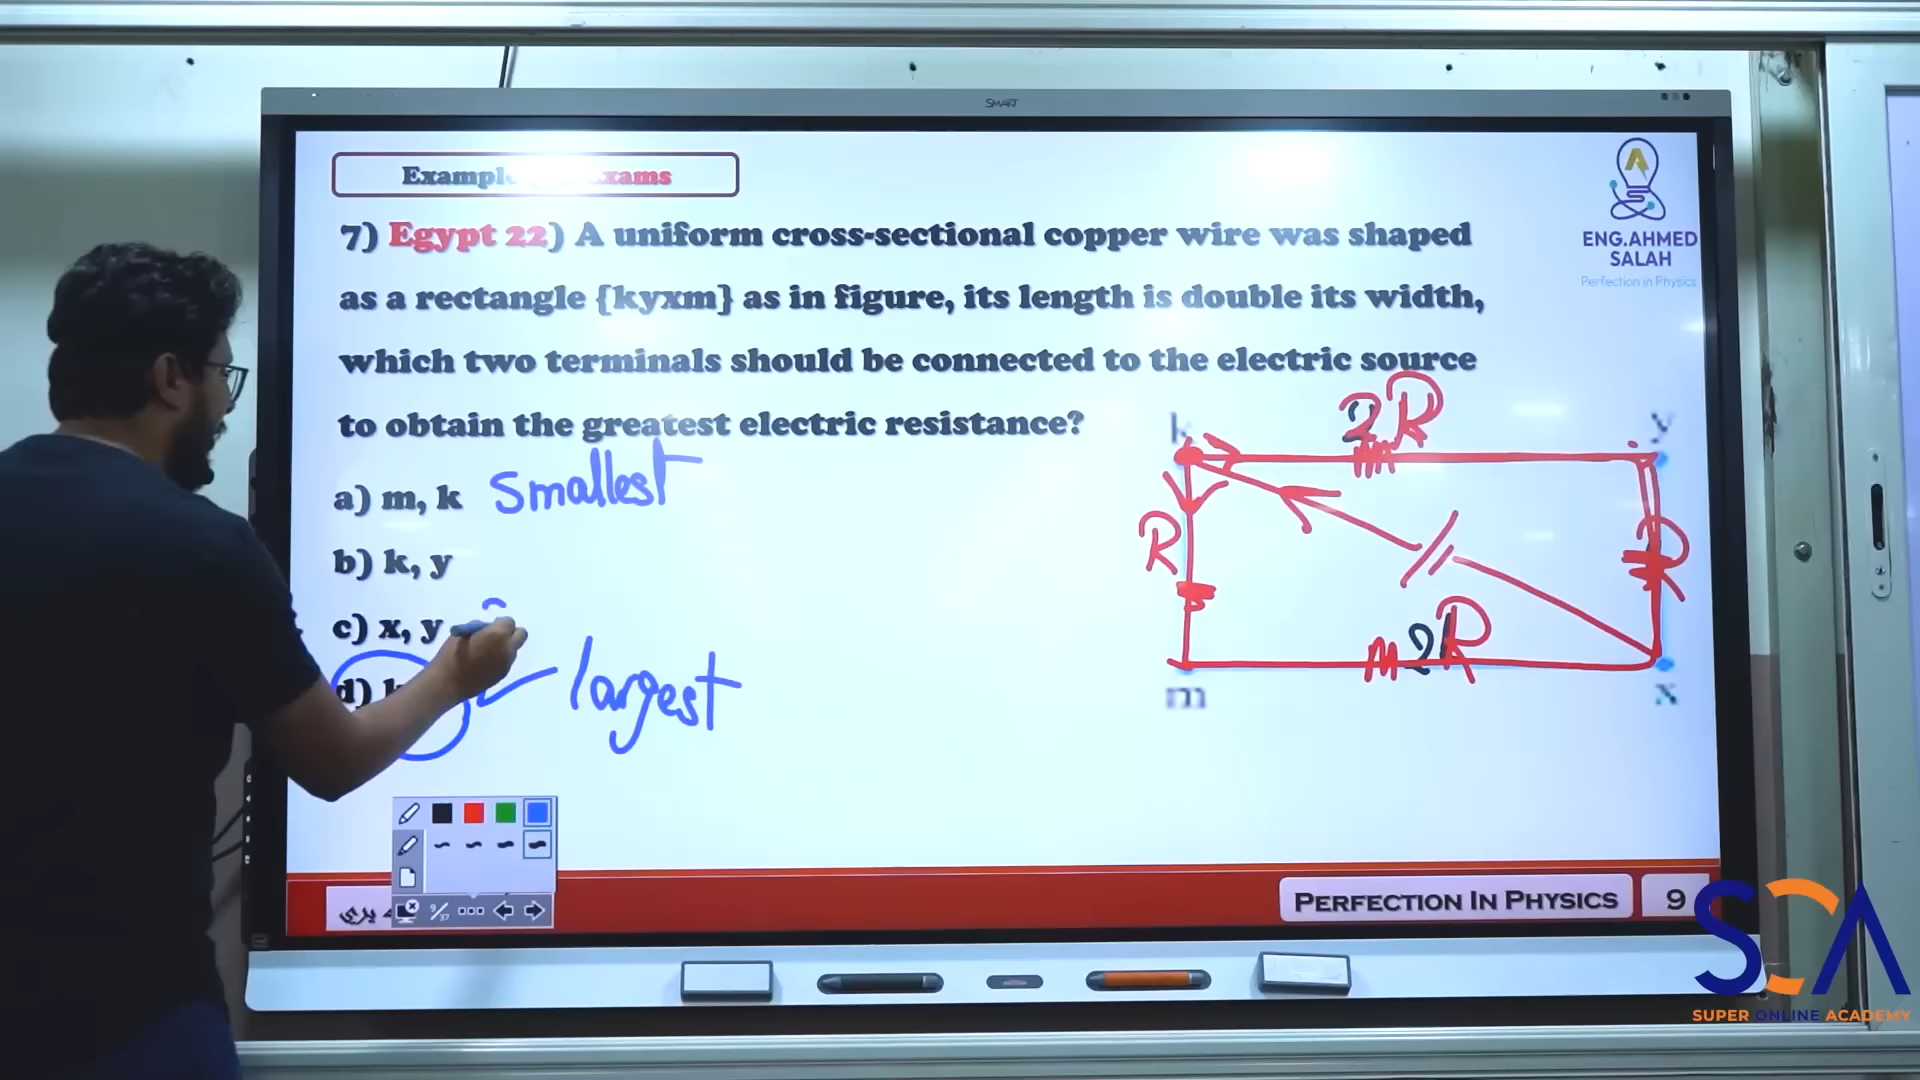 SMART
Exampl xams
7) Egypt 22) A uniform cross-sectional copper wire was shaped
as a rectangle {kyxm} as in figure, its length is double its width,
which two terminals should be connected to the electric source
to obtain the greatest electric resistance?
a) m, k smallest
b) k, y
c) x, y
d) k
largest
k 2R y
R R
2R
m x
A
ENG.AHMED
SALAH
Perfection in Physics
9/37
PERFECTION IN PHYSICS 9
SCA
SUPER ONLINE ACADEMY